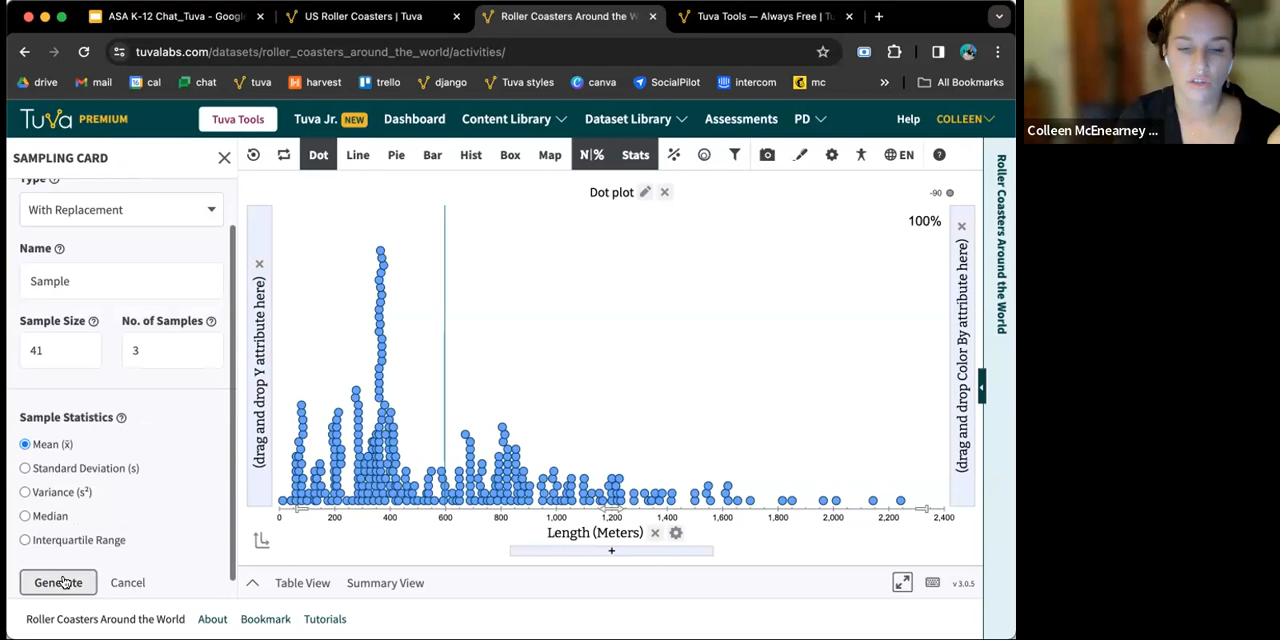 ASA K-12 Chat_Tuva - Googl
US Roller Coasters | Tuva
Roller Coasters Around the W
Tuva Tools — Always Free | Tu
tuvalabs.com/datasets/roller_coasters_around_the_world/activities/
drive
mail
cal
chat
tuva
harvest
trello
django
Tuva styles
canva
SocialPilot
intercom
mc
All Bookmarks
Tuva PREMIUM
Tuva Tools
Tuva Jr. NEW
Dashboard
Content Library
Dataset Library
Assessments
PD
Help
COLLEEN
Colleen McEnearney ...
SAMPLING CARD
Dot
Line
Pie
Bar
Hist
Box
Map
N|%
Stats
EN
Type
With Replacement
Name
Sample
Sample Size
No. of Samples
41
3
Sample Statistics
Mean (x̄)
Standard Deviation (s)
Variance (s²)
Median
Interquartile Range
Generate
Cancel
Dot plot
-90
100%
(drag and drop Y attribute here)
(drag and drop Color By attribute here)
Roller Coasters Around the World
0 200 400 600 800 1,000 1,200 1,400 1,600 1,800 2,000 2,200 2,400
Length (Meters)
+
Table View
Summary View
v 3.0.5
Roller Coasters Around the World
About
Bookmark
Tutorials